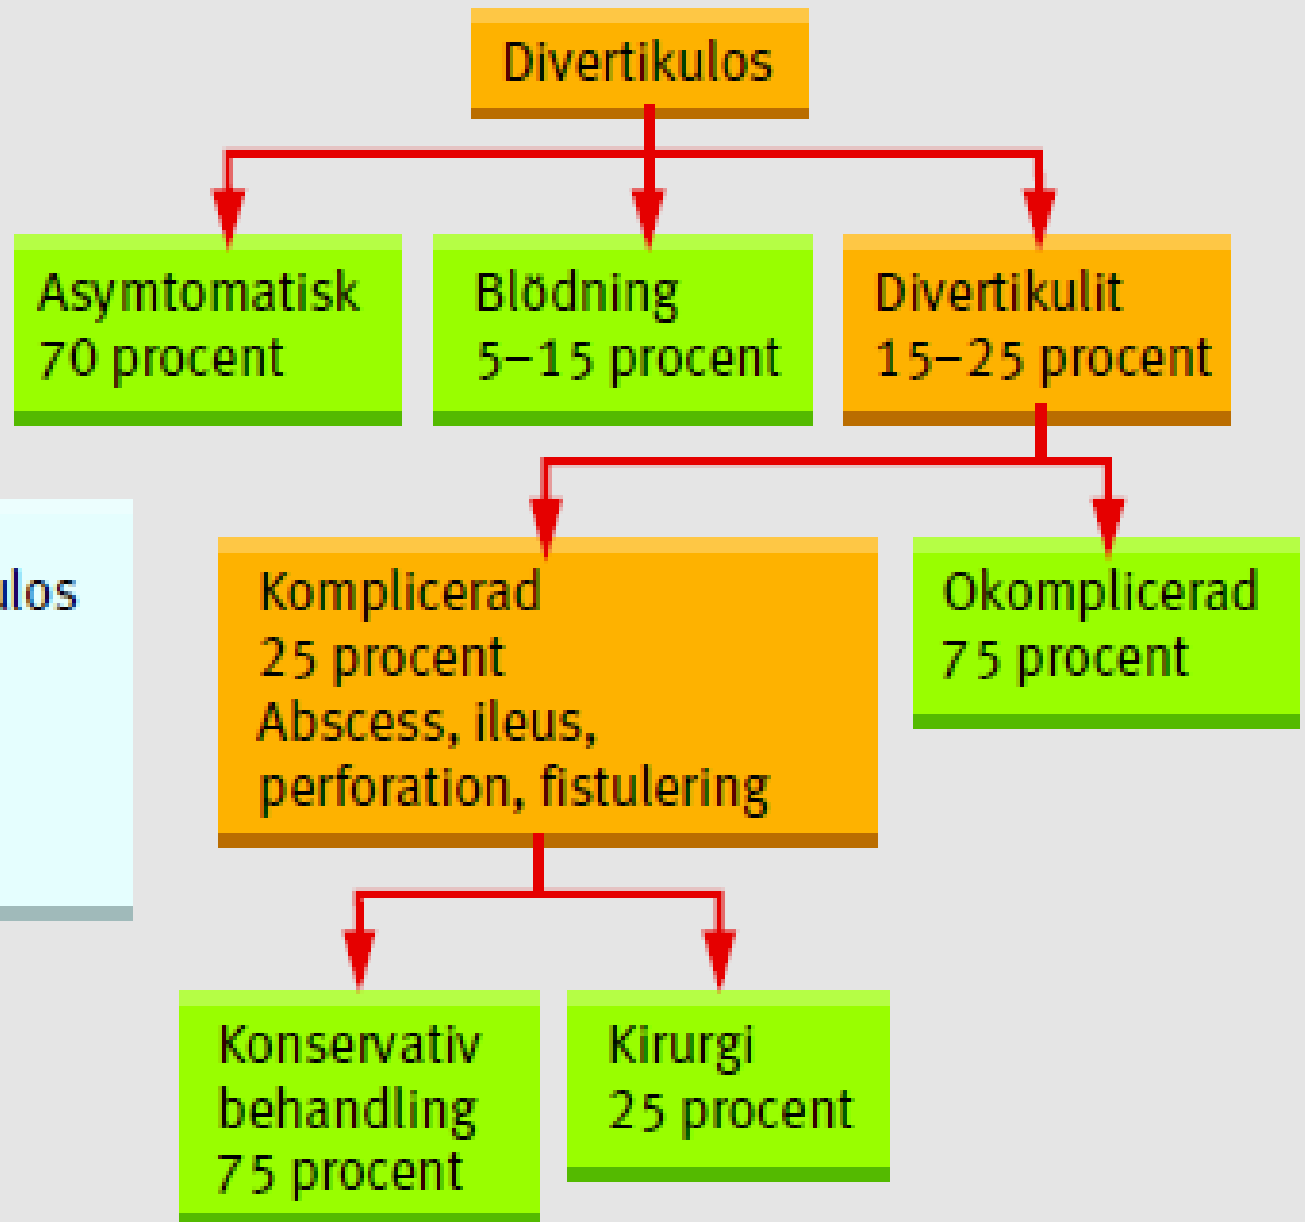 Divertikulos
Asymtomatisk
70 procent
Blödning
5–15 procent
Divertikulit
15–25 procent
Komplicerad
25 procent
Abscess, ileus,
perforation, fistulering
Okomplicerad
75 procent
Konservativ
behandling
75 procent
Kirurgi
25 procent